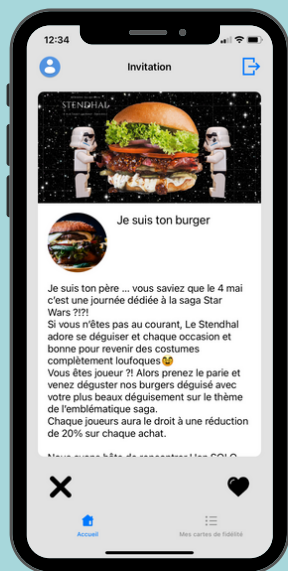 12:34
Invitation
STENDHAL
Je suis ton burger
Je suis ton père ... vous saviez que le 4 mai
c'est une journée dédiée à la saga Star
Wars ?!?!
Si vous n'êtes pas au courant, Le Stendhal
adore se déguiser et chaque occasion et
bonne pour revenir des costumes
complètement loufoques
Vous êtes joueur ?! Alors prenez le parie et
venez déguster nos burgers déguisé avec
votre plus beaux déguisement sur le thème
de l'emblématique saga.
Chaque joueurs aura le droit à une réduction
de 20% sur chaque achat.
Accueil
Mes cartes de fidélité